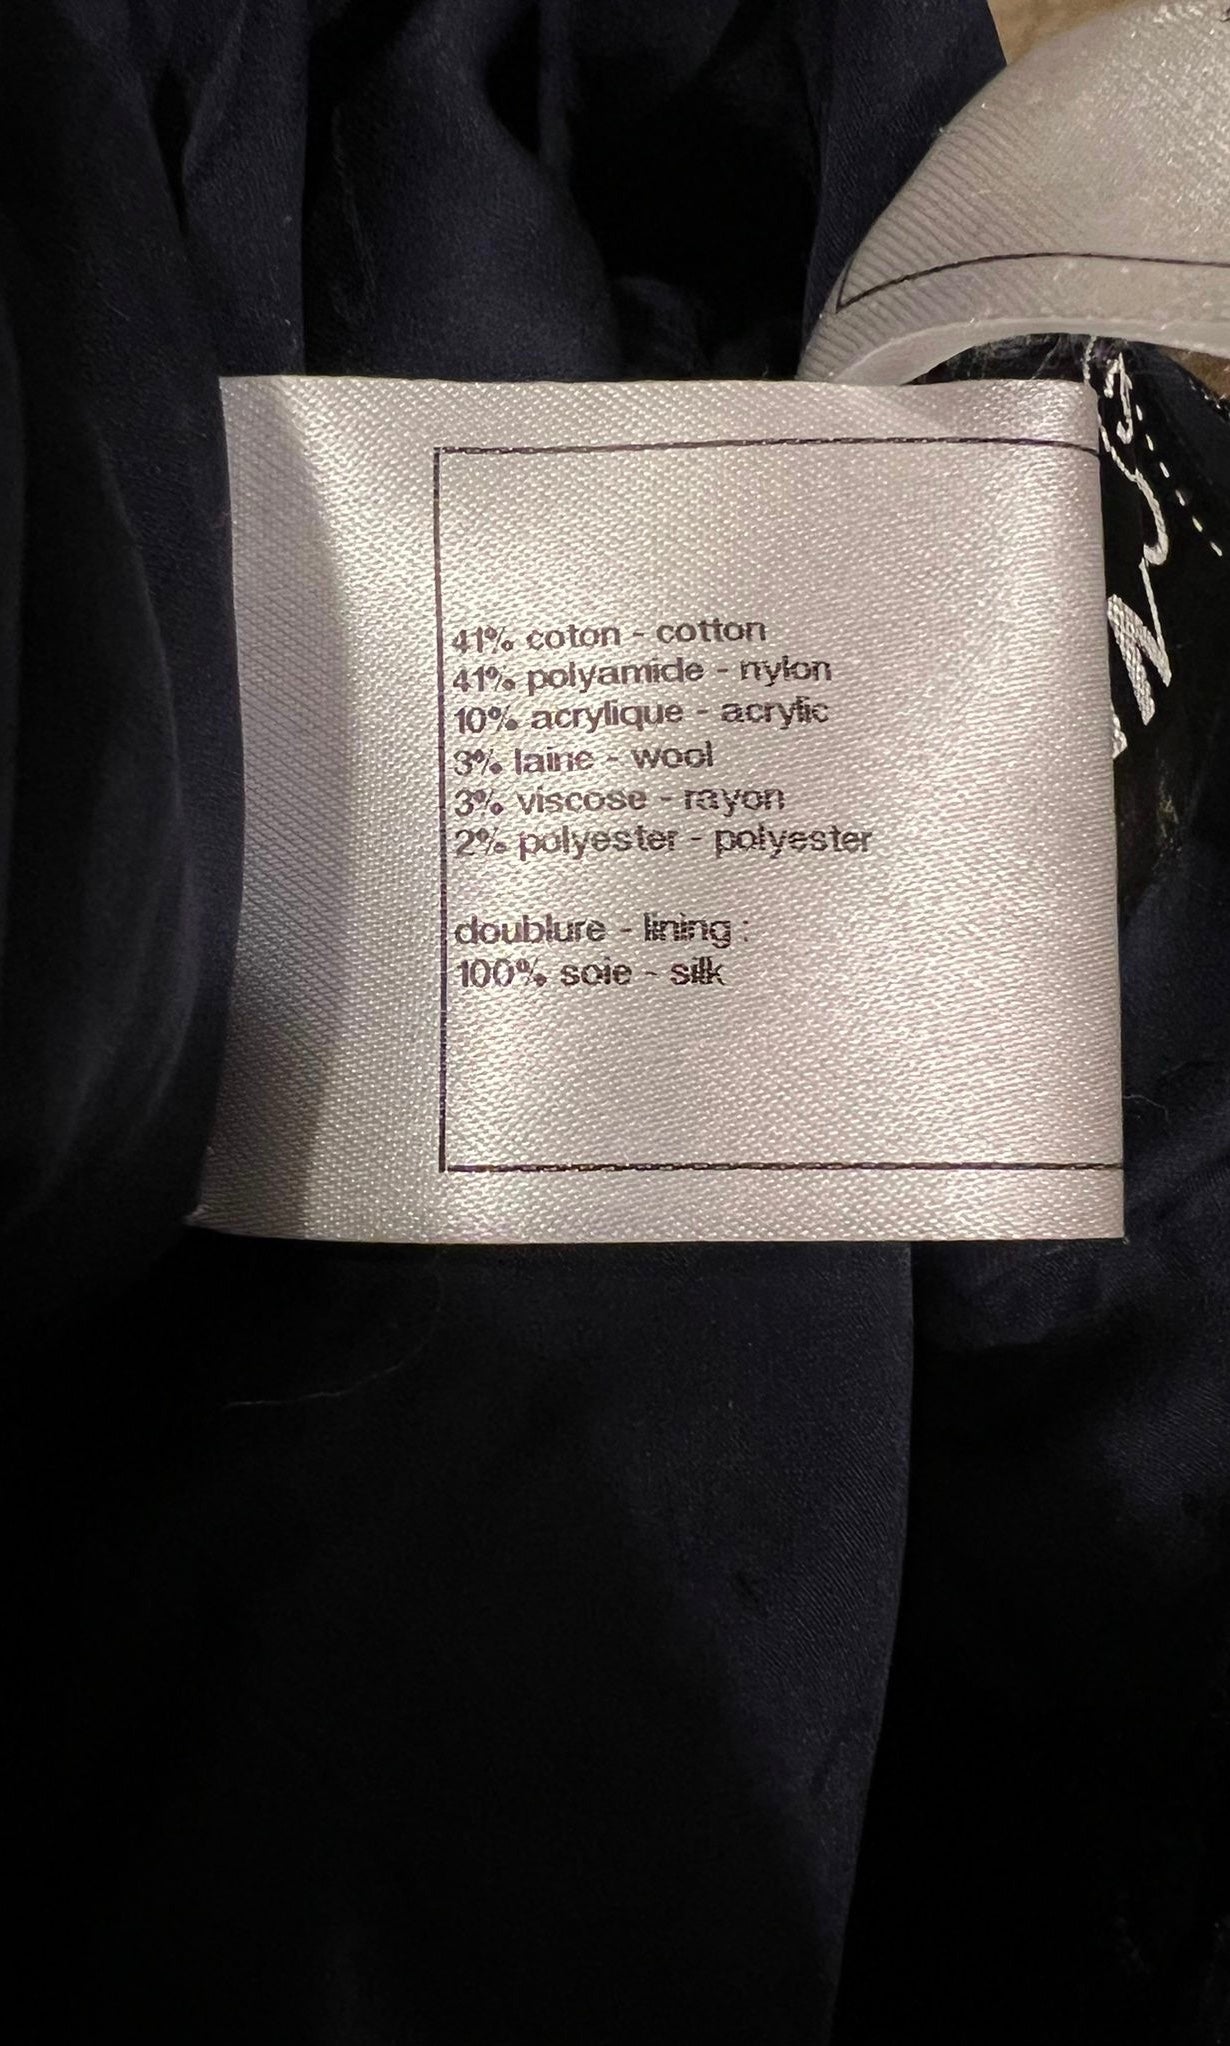 41% coton - cotton
41% polyamide - nylon
10% acrylique - acrylic
3% laine - wool
3% viscose - rayon
2% polyester - polyester
doublure - lining :
100% soie - silk